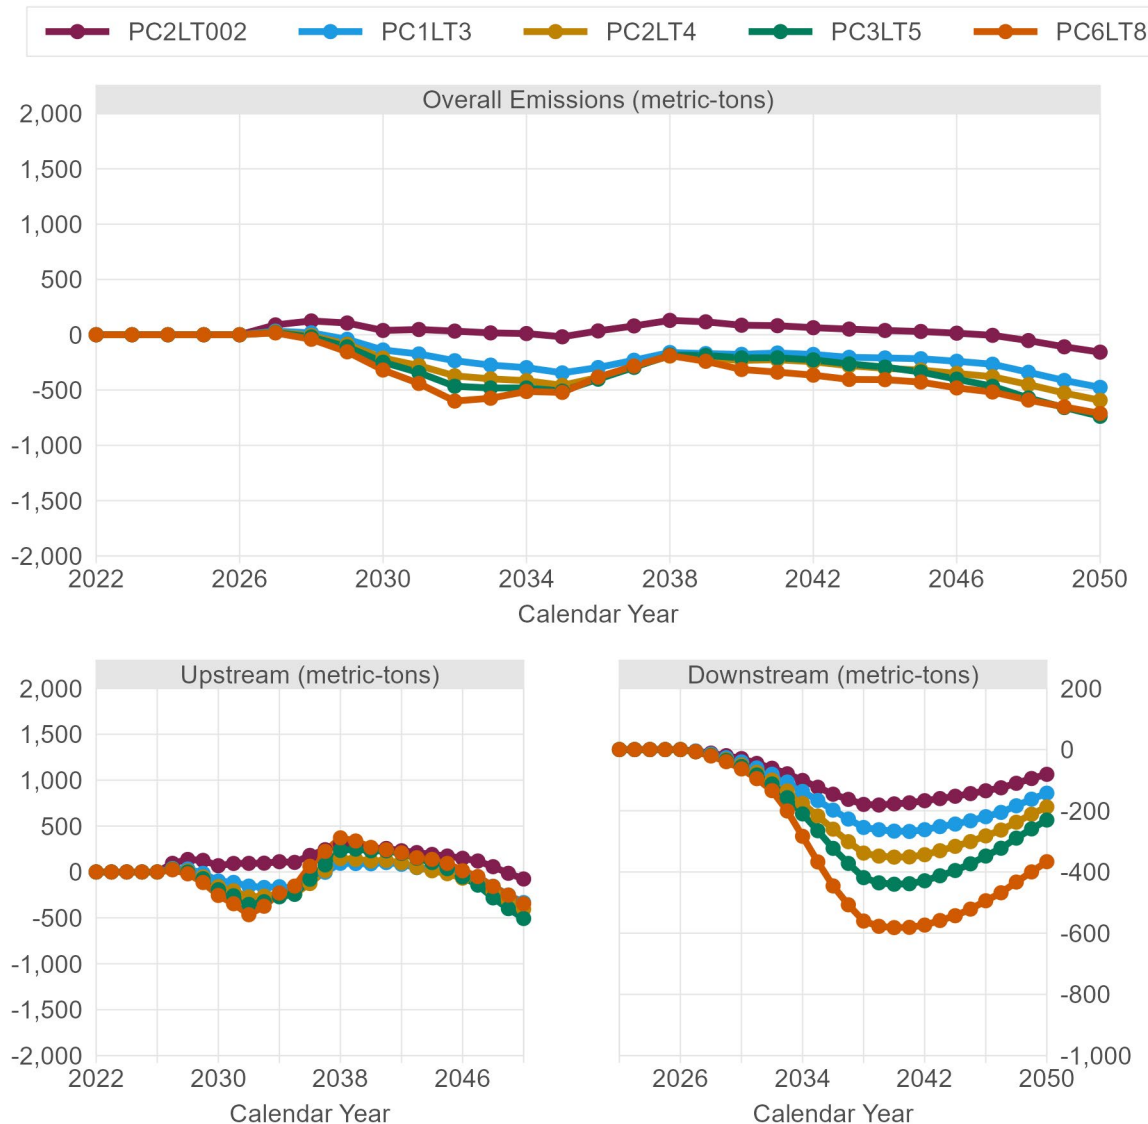 PC2LT002 PC1LT3 PC2LT4 PC3LT5 PC6LT8
Overall Emissions (metric-tons)
2,000
1,500
1,000
500
0
-500
-1,000
-1,500
-2,000
2022 2026 2030 2034 2038 2042 2046 2050
Calendar Year
Upstream (metric-tons)
2,000
1,500
1,000
500
0
-500
-1,000
-1,500
-2,000
2022 2030 2038 2046
Calendar Year
Downstream (metric-tons)
200
0
-200
-400
-600
-800
-1,000
2026 2034 2042 2050
Calendar Year